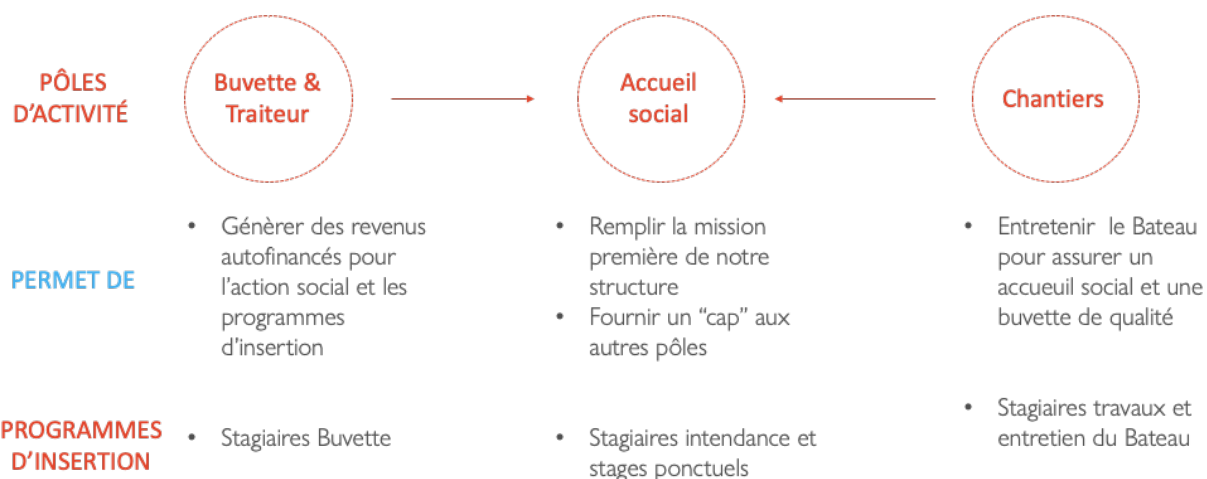 PÔLES
D'ACTIVITÉ
Buvette &
Traiteur
Accueil
social
Chantiers
PERMET DE
• Génèrer des revenus
autofinancés pour
l'action social et les
programmes
d'insertion
• Remplir la mission
première de notre
structure
• Fournir un “cap” aux
autres pôles
• Entretenir le Bateau
pour assurer un
accueuil social et une
buvette de qualité
PROGRAMMES
D'INSERTION
• Stagiaires Buvette
• Stagiaires intendance et
stages ponctuels
• Stagiaires travaux et
entretien du Bateau